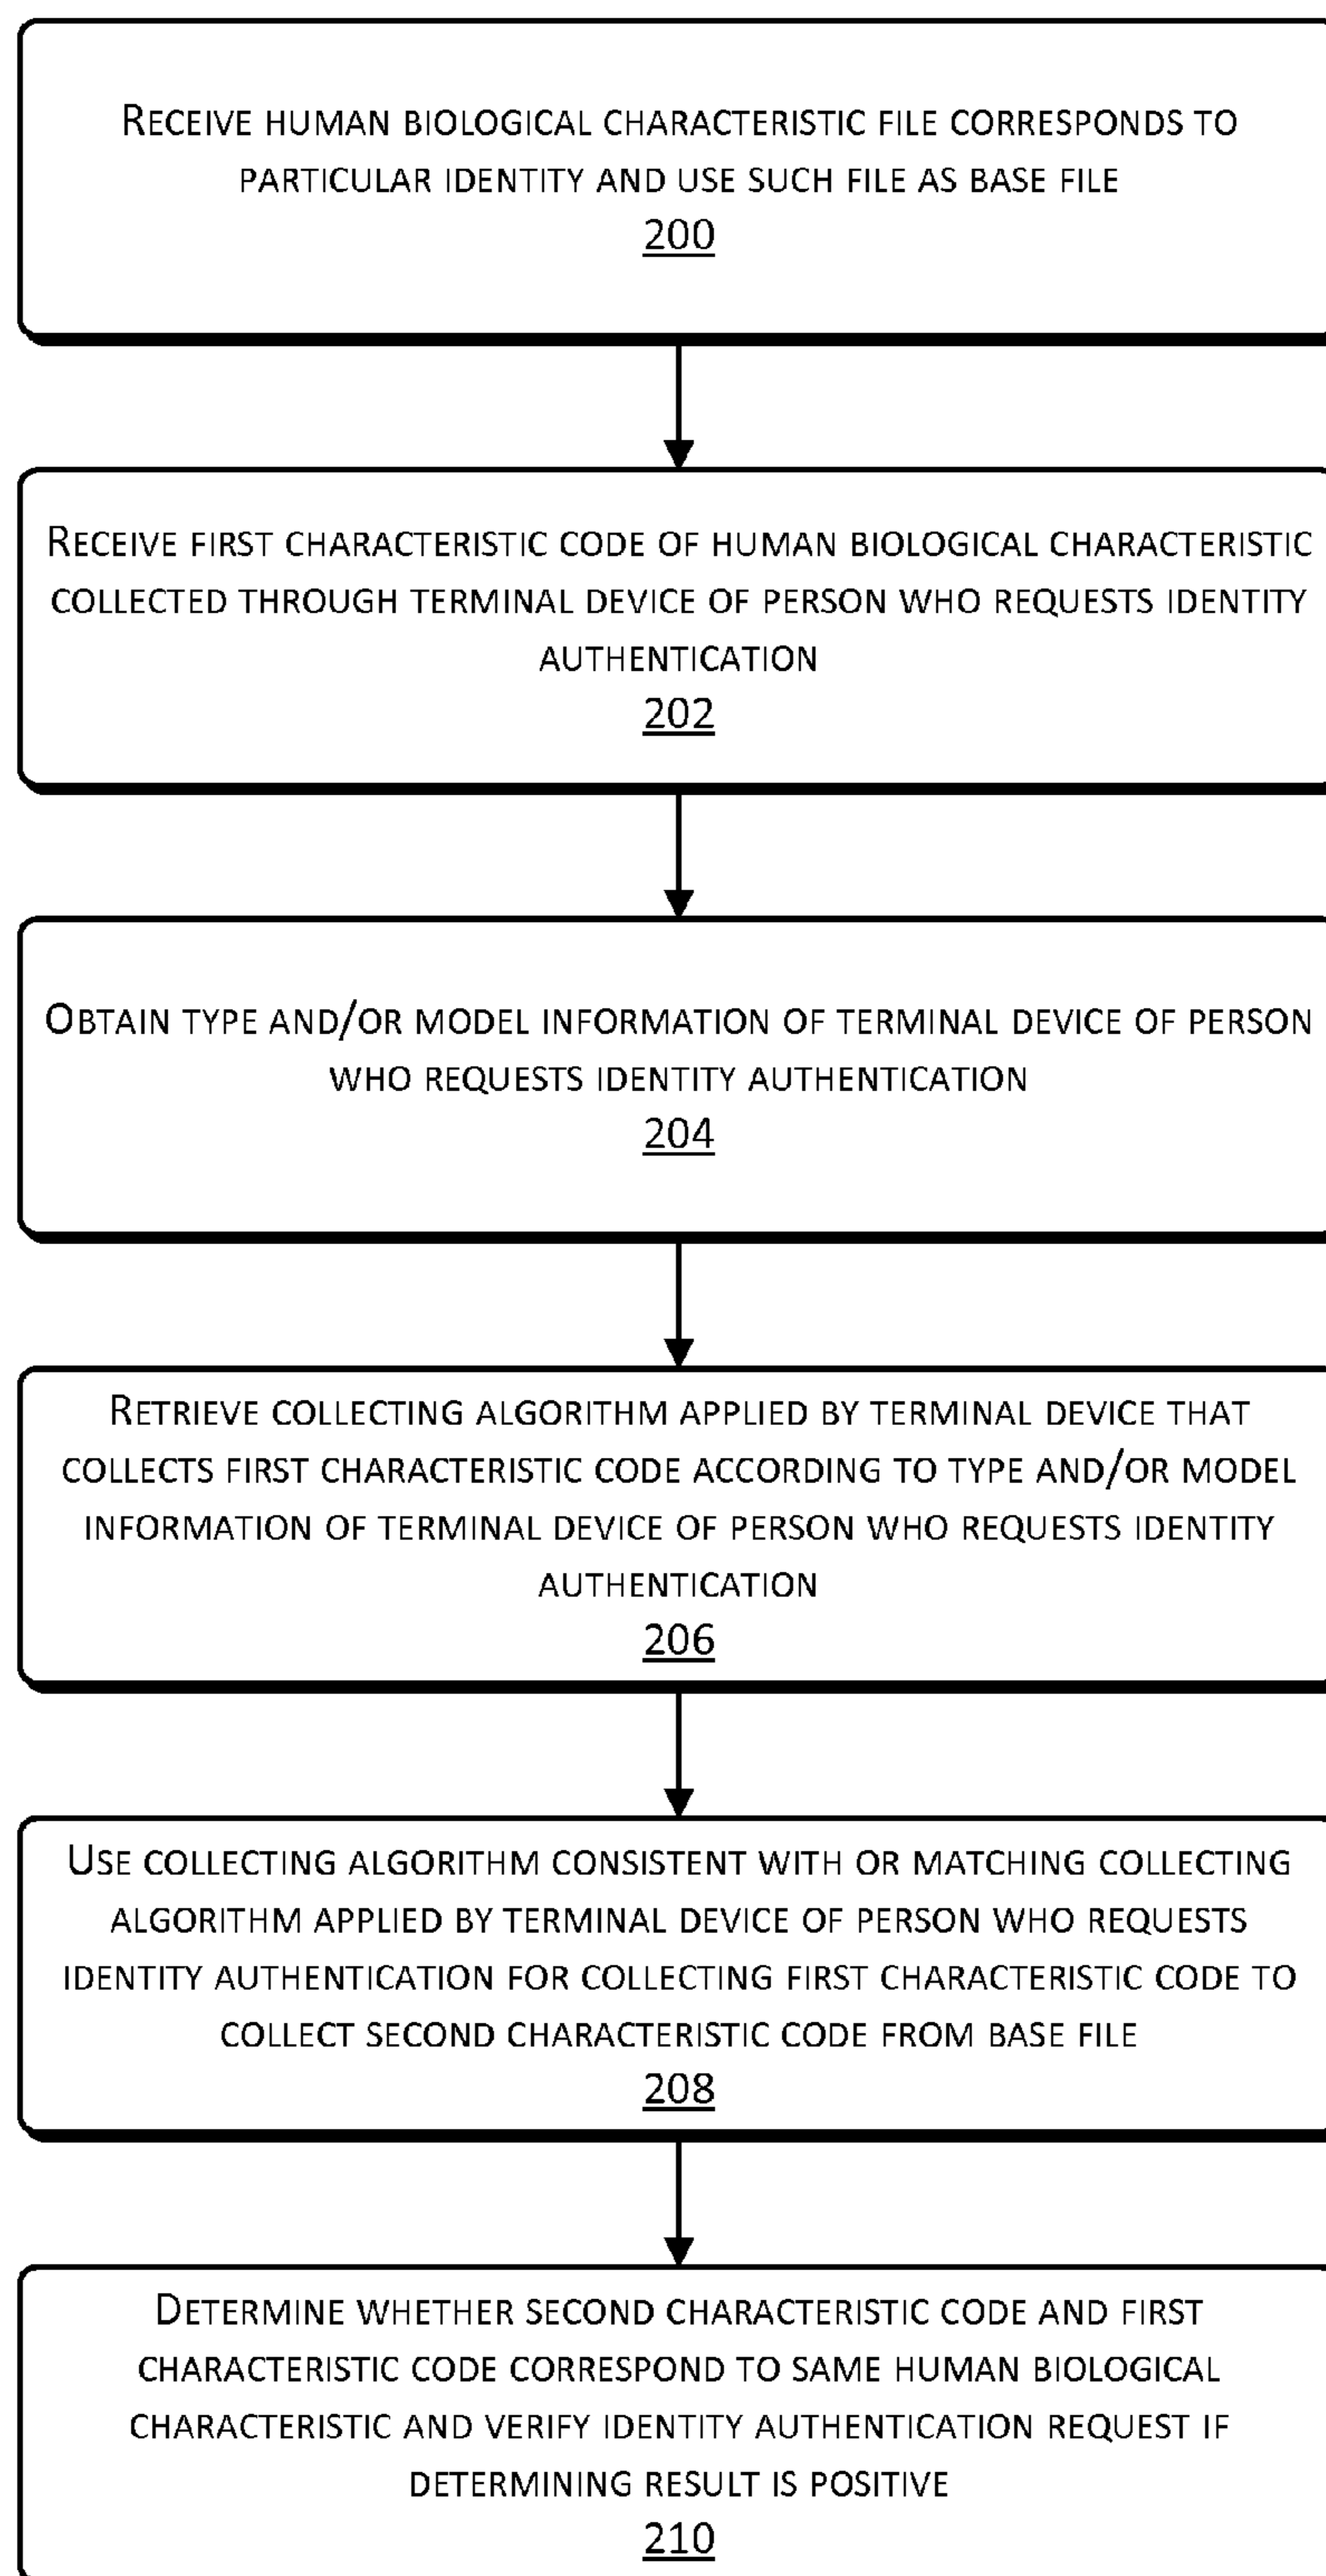 RECEIVE HUMAN BIOLOGICAL CHARACTERISTIC FILE CORRESPONDS TO
PARTICULAR IDENTITY AND USE SUCH FILE AS BASE FILE
200
RECEIVE FIRST CHARACTERISTIC CODE OF HUMAN BIOLOGICAL CHARACTERISTIC
COLLECTED THROUGH TERMINAL DEVICE OF PERSON WHO REQUESTS IDENTITY
AUTHENTICATION
202
OBTAIN TYPE AND/OR MODEL INFORMATION OF TERMINAL DEVICE OF PERSON
WHO REQUESTS IDENTITY AUTHENTICATION
204
RETRIEVE COLLECTING ALGORITHM APPLIED BY TERMINAL DEVICE THAT
COLLECTS FIRST CHARACTERISTIC CODE ACCORDING TO TYPE AND/OR MODEL
INFORMATION OF TERMINAL DEVICE OF PERSON WHO REQUESTS IDENTITY
AUTHENTICATION
206
USE COLLECTING ALGORITHM CONSISTENT WITH OR MATCHING COLLECTING
ALGORITHM APPLIED BY TERMINAL DEVICE OF PERSON WHO REQUESTS
IDENTITY AUTHENTICATION FOR COLLECTING FIRST CHARACTERISTIC CODE TO
COLLECT SECOND CHARACTERISTIC CODE FROM BASE FILE
208
DETERMINE WHETHER SECOND CHARACTERISTIC CODE AND FIRST
CHARACTERISTIC CODE CORRESPOND TO SAME HUMAN BIOLOGICAL
CHARACTERISTIC AND VERIFY IDENTITY AUTHENTICATION REQUEST IF
DETERMINING RESULT IS POSITIVE
210